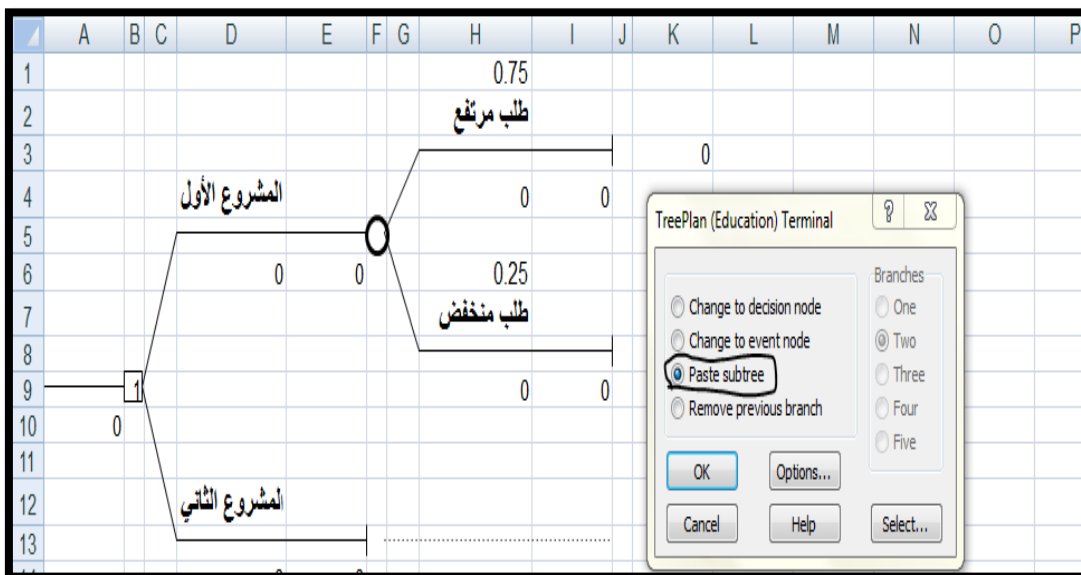 A B C D E F G H I J K L M N O P
1 0.75
2 طلب مرتفع
3 0
4 المشروع الأول 0 0
5
6 0 0 0.25
7 طلب منخفض
8
9 1 0 0
10 0
11
12 المشروع الثاني
13
TreePlan (Education) Terminal
Change to decision node
Change to event node
Paste subtree
Remove previous branch
Branches
One
Two
Three
Four
Five
OK
Options...
Cancel
Help
Select...